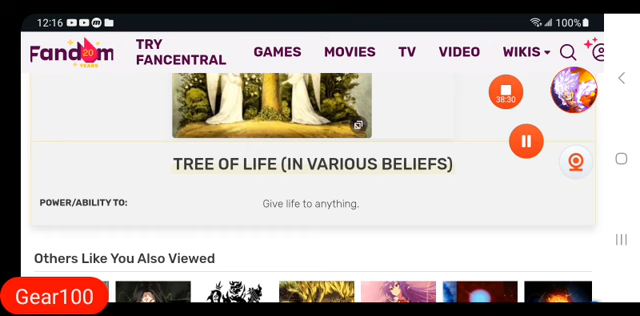 12:16
100%
Fandom
20
YEARS
TRY FANCENTRAL
GAMES
MOVIES
TV
VIDEO
WIKIS
38:30
TREE OF LIFE (IN VARIOUS BELIEFS)
POWER/ABILITY TO:
Give life to anything.
Others Like You Also Viewed
Gear100